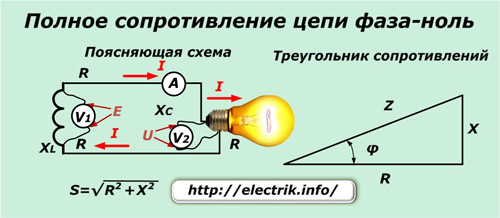 Полное сопротивление цепи фаза-ноль
Поясняющая схема
Треугольник сопротивлений
R
I
A
I
V1
E
XC
XL
I
R
U
V2
R
Z
X
φ
R
S=√R²+X²
http://electrik.info/